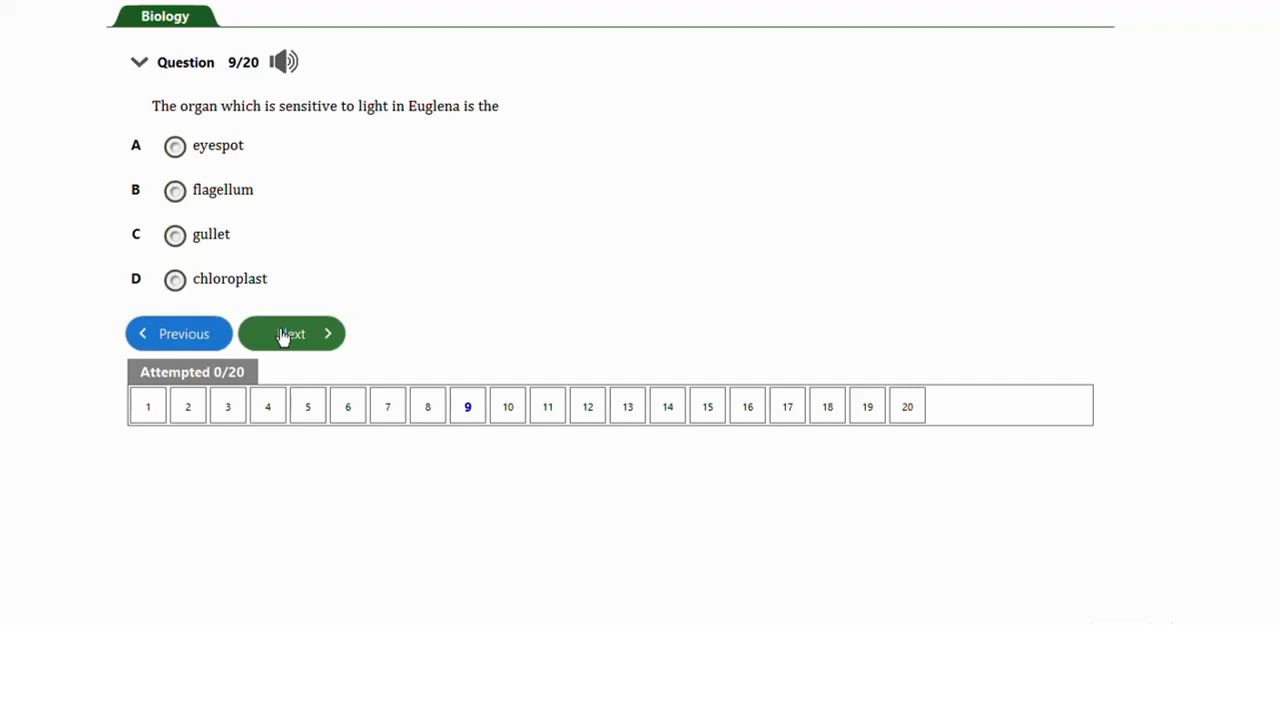 Biology
Question 9/20
The organ which is sensitive to light in Euglena is the
A eyespot
B flagellum
C gullet
D chloroplast
Previous Next
Attempted 0/20
1 2 3 4 5 6 7 8 9 10 11 12 13 14 15 16 17 18 19 20